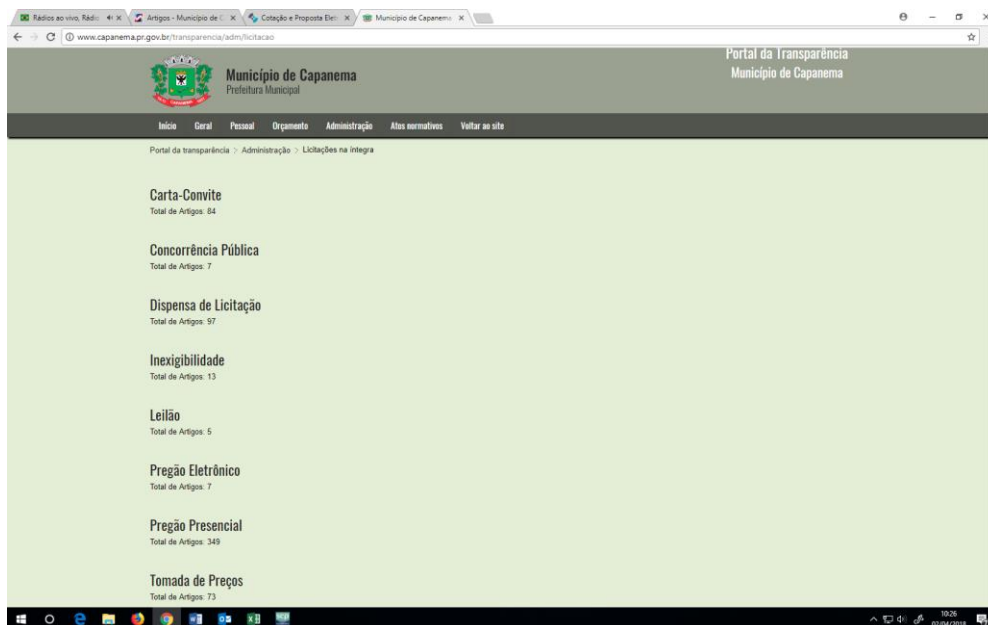 Rádios ao vivo, Rádio
Artigos - Município de C
Cotação e Proposta Elet
Município de Capanema
www.capanema.pr.gov.br/transparencia/adm/licitacao
Município de Capanema
Prefeitura Municipal
Portal da Transparência
Município de Capanema
Início Geral Pessoal Orçamento Administração Atos normativos Voltar ao site
Portal da transparência > Administração > Licitações na íntegra
Carta-Convite
Total de Artigos: 84
Concorrência Pública
Total de Artigos: 7
Dispensa de Licitação
Total de Artigos: 97
Inexigibilidade
Total de Artigos: 13
Leilão
Total de Artigos: 5
Pregão Eletrônico
Total de Artigos: 7
Pregão Presencial
Total de Artigos: 349
Tomada de Preços
Total de Artigos: 73
10:26
02/04/2018